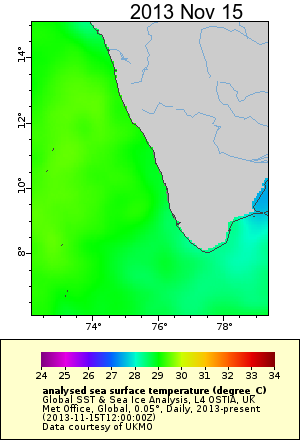 2013 Nov 15
14°
12°
10°
8°
74° 76° 78°
24 25 26 27 28 29 30 31 32 33 34
analysed sea surface temperature (degree_C)
Global SST & Sea Ice Analysis, L4 OSTIA, UK
Met Office, Global, 0.05°, Daily, 2013-present
(2013-11-15T12:00:00Z)
Data courtesy of UKMO